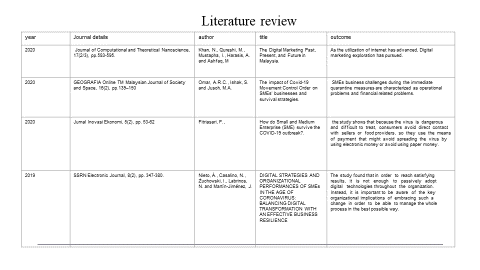 Literature review
year Journal details author title outcome
2020 Journal of Computational and Theoretical Nanoscience, Khan, N., Qureshi, M., The Digital Marketing Past, As the utilization of internet has advanced, Digital
17(2/3), pp.583-595. Mustapha, I., Harasis, A. Present, and Future in marketing exploration has pursued.
and Ashfaq, M Malaysia.
2020 GEOGRAFIA Online TM Malaysian Journal of Society Omar, A.R.C., Ishak, S. The impact of Covid-19 SMEs business challenges during the immediate
and Space, 16(2), pp 139–150 and Jusoh, M.A. Movement Control Order on quarantine measures are characterized as operational
SMEs' businesses and problems and financial related problems.
survival strategies.
2020 Jurnal Inovasi Ekonomi, 5(2), pp. 53-62 Fitriasari, F., . How do Small and Medium the study shows that because the virus is dangerous
Enterprise (SME) survive the and difficult to treat, consumers avoid direct contact
COVID-19 outbreak?. with sellers or food providers, so they use the means
of payment that might avoid spreading the virus by
using electronic money or avoid using paper money.
2019 SSRN Electronic Journal, 8(2), pp. 347-380. Nieto, Á., Casalino, N., DIGITAL STRATEGIES AND The study found that in order to reach satisfying
Żuchowski, I., Labrinos, ORGANIZATIONAL results, it is not enough to passively adopt
N. and Martín-Jiménez, J. PERFORMANCES OF SMEs digital technologies throughout the organization.
IN THE AGE OF Instead, it is important to be aware of the key
CORONAVIRUS: organizational implications of embracing such a
BALANCING DIGITAL change in order to be able to manage the whole
TRANSFORMATION WITH process in the best possible way.
AN EFFECTIVE BUSINESS
RESILIENCE